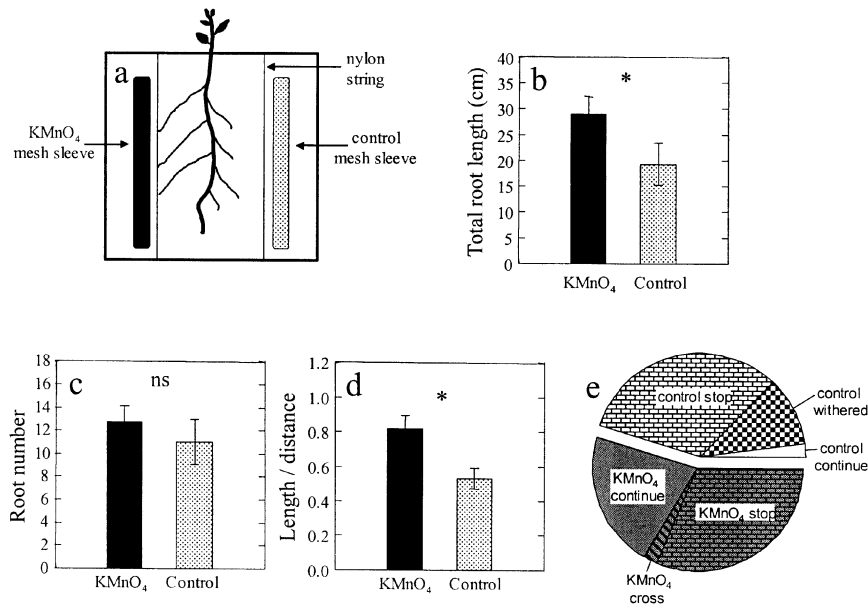 a
nylon
string
KMnO₄
mesh sleeve
control
mesh sleeve
b
*
Total root length (cm)
40
35
30
25
20
15
10
5
0
KMnO₄ Control
c
ns
Root number
18
16
14
12
10
8
6
4
2
0
KMnO₄ Control
d
*
Length / distance
1.2
1.0
0.8
0.6
0.4
0.2
0.0
KMnO₄ Control
e
control stop
control
withered
control
continue
KMnO₄
continue
KMnO₄ stop
KMnO₄
cross